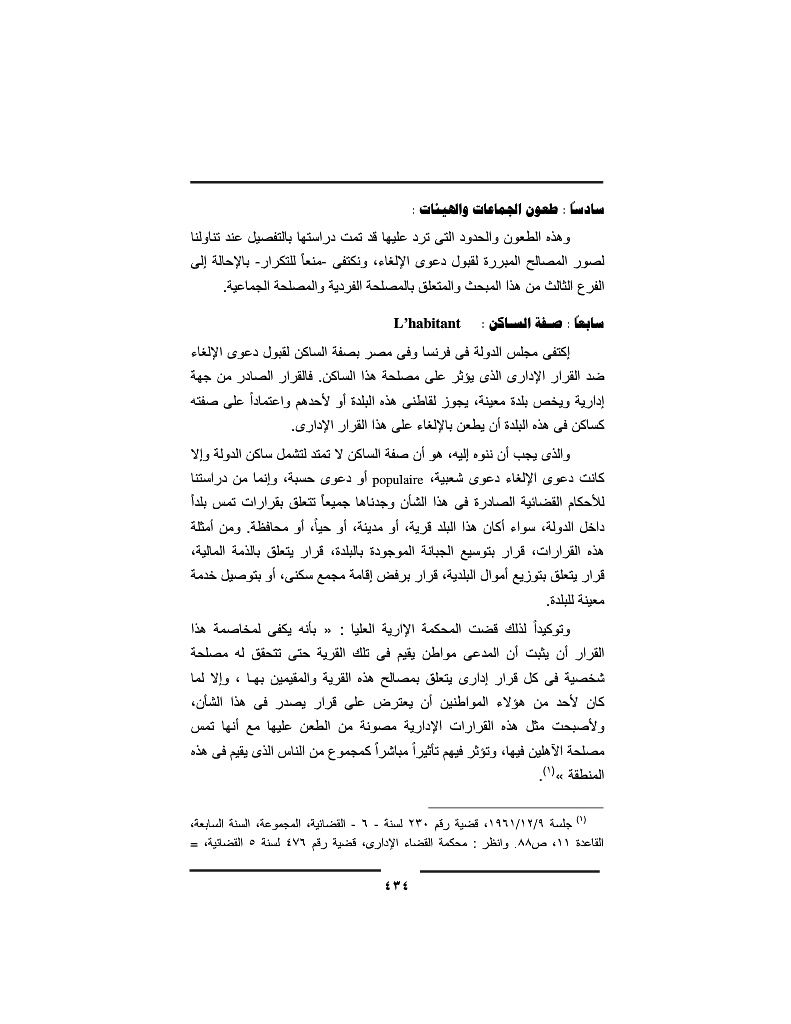 سادساً : طعون الجماعات والهيئات :
وهذه الطعون والحدود التى ترد عليها قد تمت دراستها بالتفصيل عند تناولنا
لصور المصالح المبررة لقبول دعوى الإلغاء، ونكتفى -منعاً للتكرار- بالإحالة إلى
الفرع الثالث من هذا المبحث والمتعلق بالمصلحة الفردية والمصلحة الجماعية.
سابعاً : صفة الساكن : L’habitant
إكتفى مجلس الدولة فى فرنسا وفى مصر بصفة الساكن لقبول دعوى الإلغاء
ضد القرار الإدارى الذى يؤثر على مصلحة هذا الساكن. فالقرار الصادر من جهة
إدارية ويخص بلدة معينة، يجوز لقاطنى هذه البلدة أو لأحدهم واعتماداً على صفته
كساكن فى هذه البلدة أن يطعن بالإلغاء على هذا القرار الإدارى.
والذى يجب أن ننوه إليه، هو أن صفة الساكن لا تمتد لتشمل ساكن الدولة وإلا
كانت دعوى الإلغاء دعوى شعبية، populaire أو دعوى حسبة، وإنما من دراستنا
للأحكام القضائية الصادرة فى هذا الشأن وجدناها جميعاً تتعلق بقرارات تمس بلداً
داخل الدولة، سواء أكان هذا البلد قرية، أو مدينة، أو حياً، أو محافظة. ومن أمثلة
هذه القرارات، قرار بتوسيع الجبانة الموجودة بالبلدة، قرار يتعلق بالذمة المالية،
قرار يتعلق بتوزيع أموال البلدية، قرار برفض إقامة مجمع سكنى، أو بتوصيل خدمة
معينة للبلدة.
وتوكيداً لذلك قضت المحكمة الإارية العليا : « بأنه يكفى لمخاصمة هذا
القرار أن يثبت أن المدعى مواطن يقيم فى تلك القرية حتى تتحقق له مصلحة
شخصية فى كل قرار إدارى يتعلق بمصالح هذه القرية والمقيمين بهـا ، وإلا لما
كان لأحد من هؤلاء المواطنين أن يعترض على قرار يصدر فى هذا الشأن،
ولأصبحت مثل هذه القرارات الإدارية مصونة من الطعن عليها مع أنها تمس
مصلحة الآهلين فيها، وتؤثر فيهم تأثيراً مباشراً كمجموع من الناس الذى يقيم فى هذه
المنطقة »(١).
(١) جلسة ١٩٦١/١٢/٩، قضية رقم ٢٣٠ لسنة - ٦ - القضائية، المجموعة، السنة السابعة،
القاعدة ١١، ص٨٨. وانظر : محكمة القضاء الإدارى، قضية رقم ٤٧٦ لسنة ٥ القضائية، =
٤٣٤